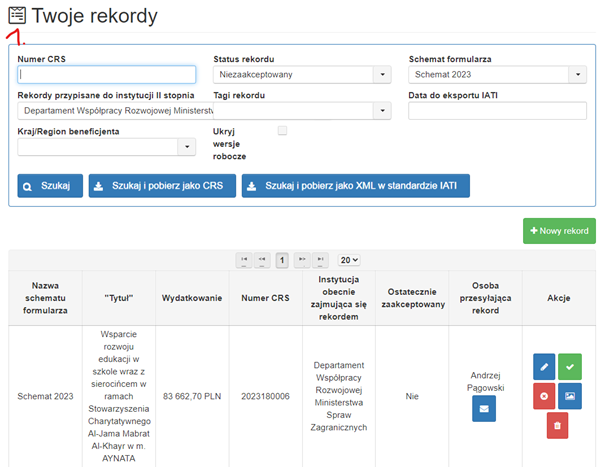 Twoje rekordy
1.
Numer CRS
Status rekordu
Schemat formularza
Niezaakceptowany
Schemat 2023
Rekordy przypisane do instytucji II stopnia
Tagi rekordu
Data do eksportu IATI
Departament Współpracy Rozwojowej Ministerstw
Kraj/Region beneficjenta
Ukryj
wersje
robocze
Szukaj
Szukaj i pobierz jako CRS
Szukaj i pobierz jako XML w standardzie IATI
Nowy rekord
1
20
Nazwa
schematu
formularza
"Tytuł"
Wydatkowanie
Numer CRS
Instytucja
obecnie
zajmująca się
rekordem
Ostatecznie
zaakceptowany
Osoba
przesyłająca
rekord
Akcje
Schemat 2023
Wsparcie
rozwoju
edukacji w
szkole wraz z
sierocińcem w
ramach
Stowarzyszenia
Charytatywnego
Al-Jama Mabrat
Al-Khayr w m.
AYNATA
83 662,70 PLN
2023180006
Departament
Współpracy
Rozwojowej
Ministerstwa
Spraw
Zagranicznych
Nie
Andrzej
Pągowski